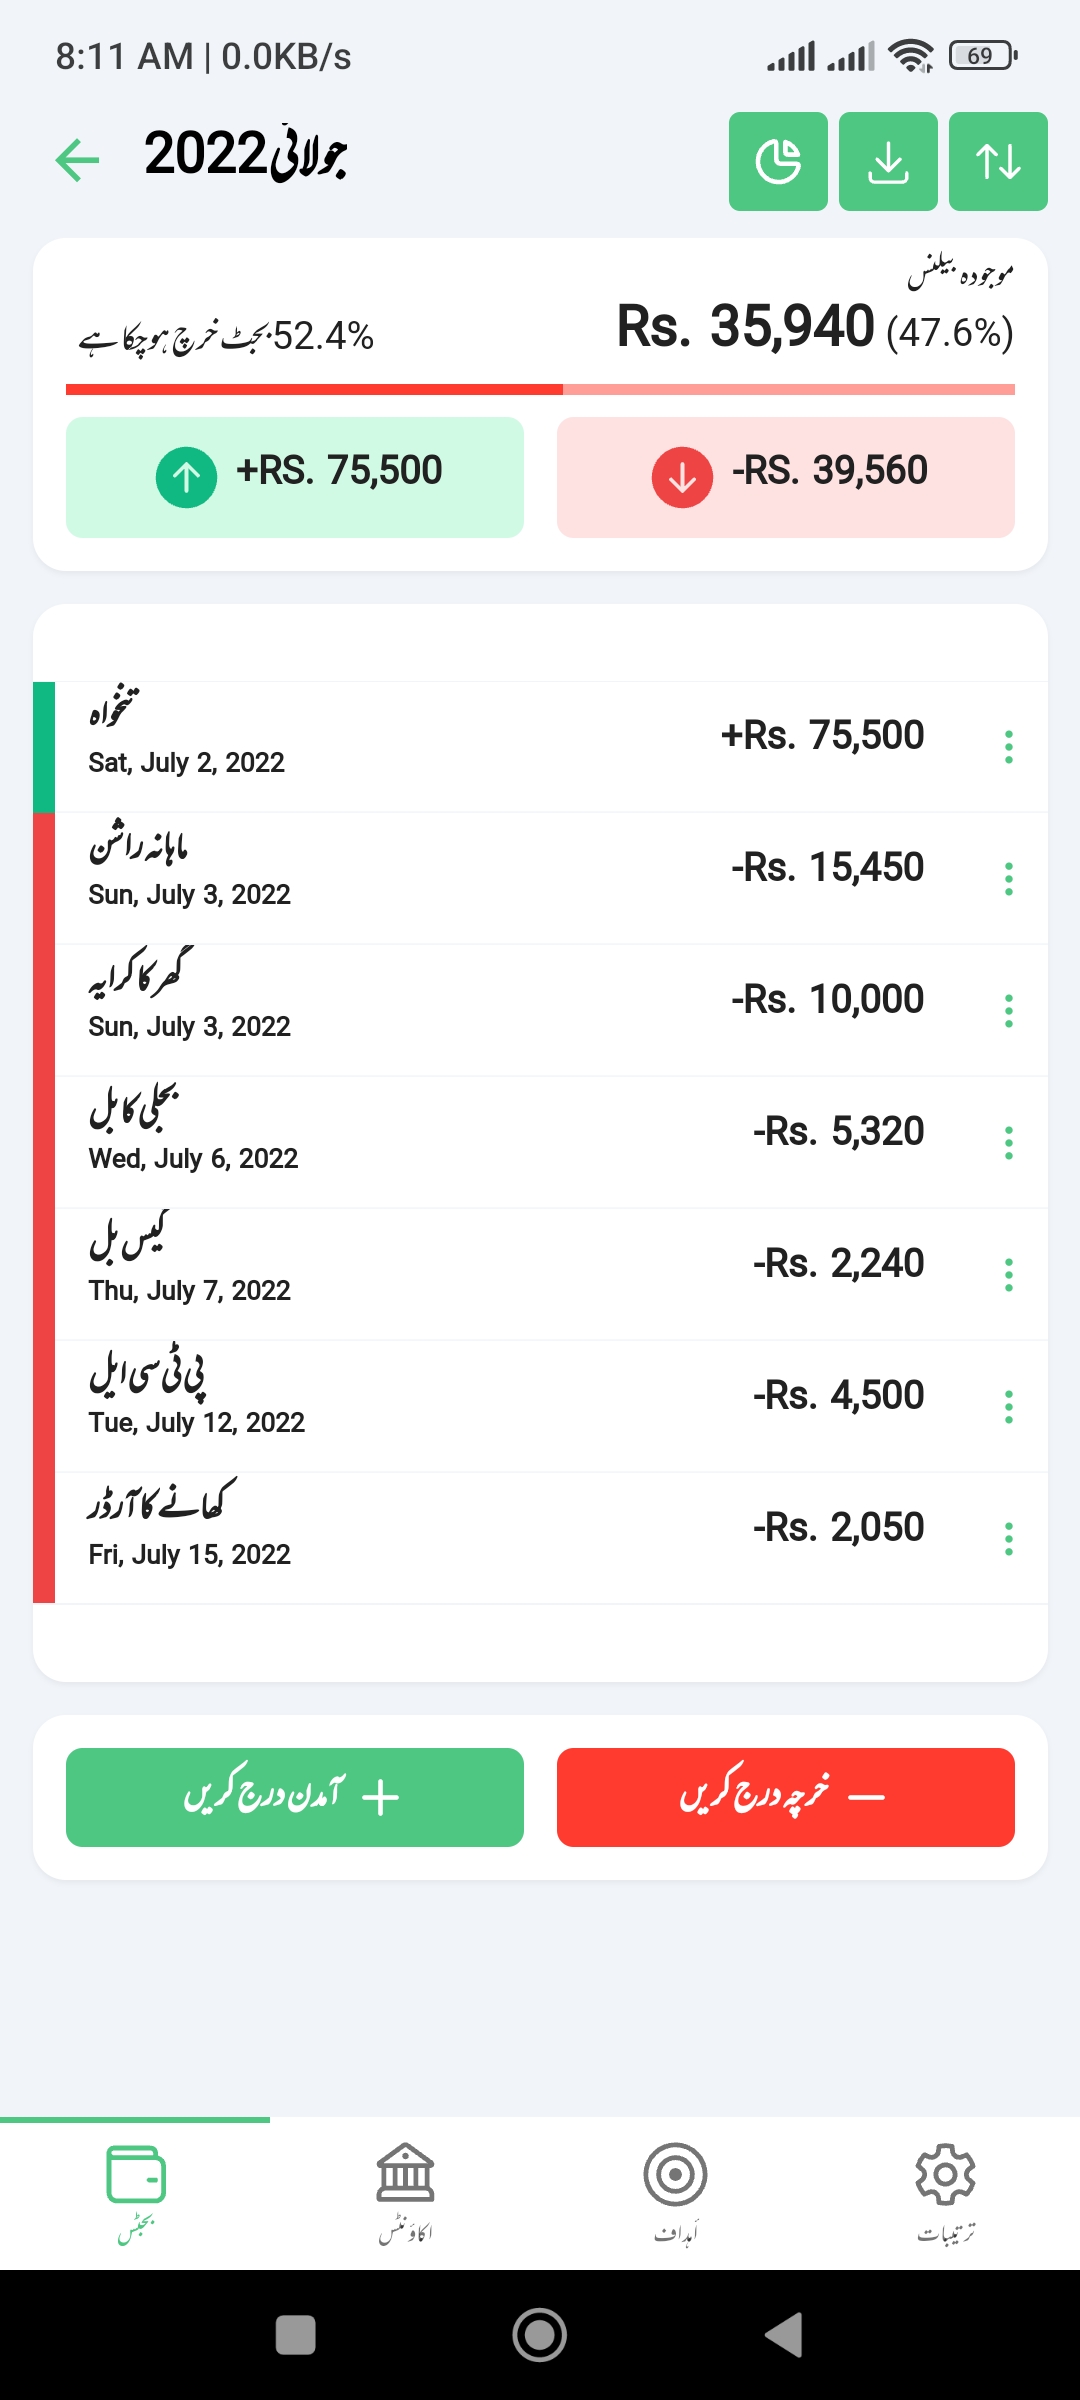 8:11 AM | 0.0KB/s
69
جولائی 2022
موجودہ بیلنس
Rs. 35,940 (47.6%)
52.4% بجٹ خرچ ہوچکا ہے
+RS. 75,500
-RS. 39,560
تنخواہ
+Rs. 75,500
Sat, July 2, 2022
ماہانہ راشن
-Rs. 15,450
Sun, July 3, 2022
گھر کا کرایہ
-Rs. 10,000
Sun, July 3, 2022
بجلی کا بل
-Rs. 5,320
Wed, July 6, 2022
گیس بل
-Rs. 2,240
Thu, July 7, 2022
پی ٹی سی ایل
-Rs. 4,500
Tue, July 12, 2022
کھانے کا آرڈر
-Rs. 2,050
Fri, July 15, 2022
آمدن درج کریں
خرچہ درج کریں
بجٹس
اکاؤنٹس
اہداف
ترتیبات